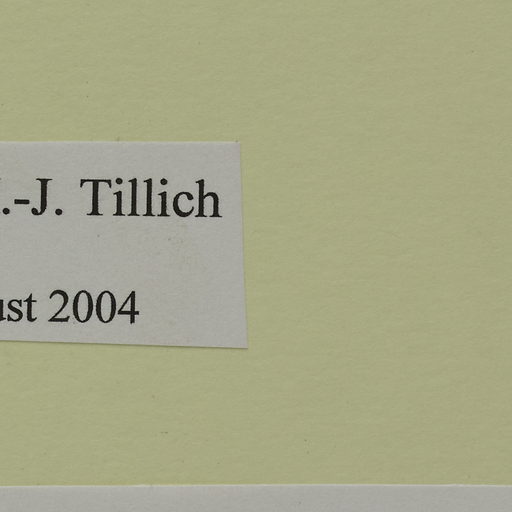 .-J. Tillich
ust 2004